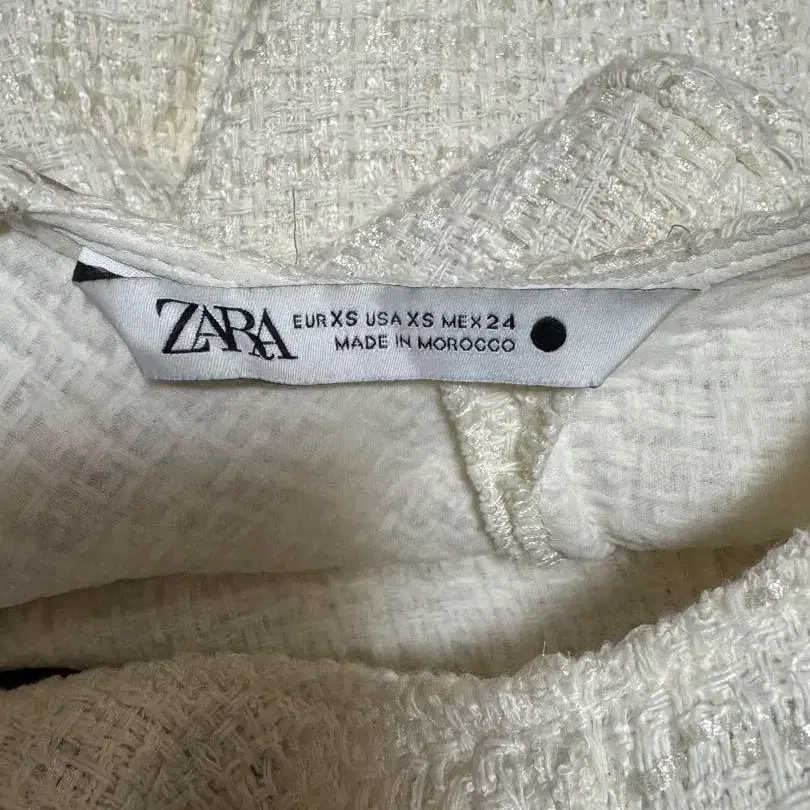 ZARA
EUR XS USA XS MEX 24
MADE IN MOROCCO